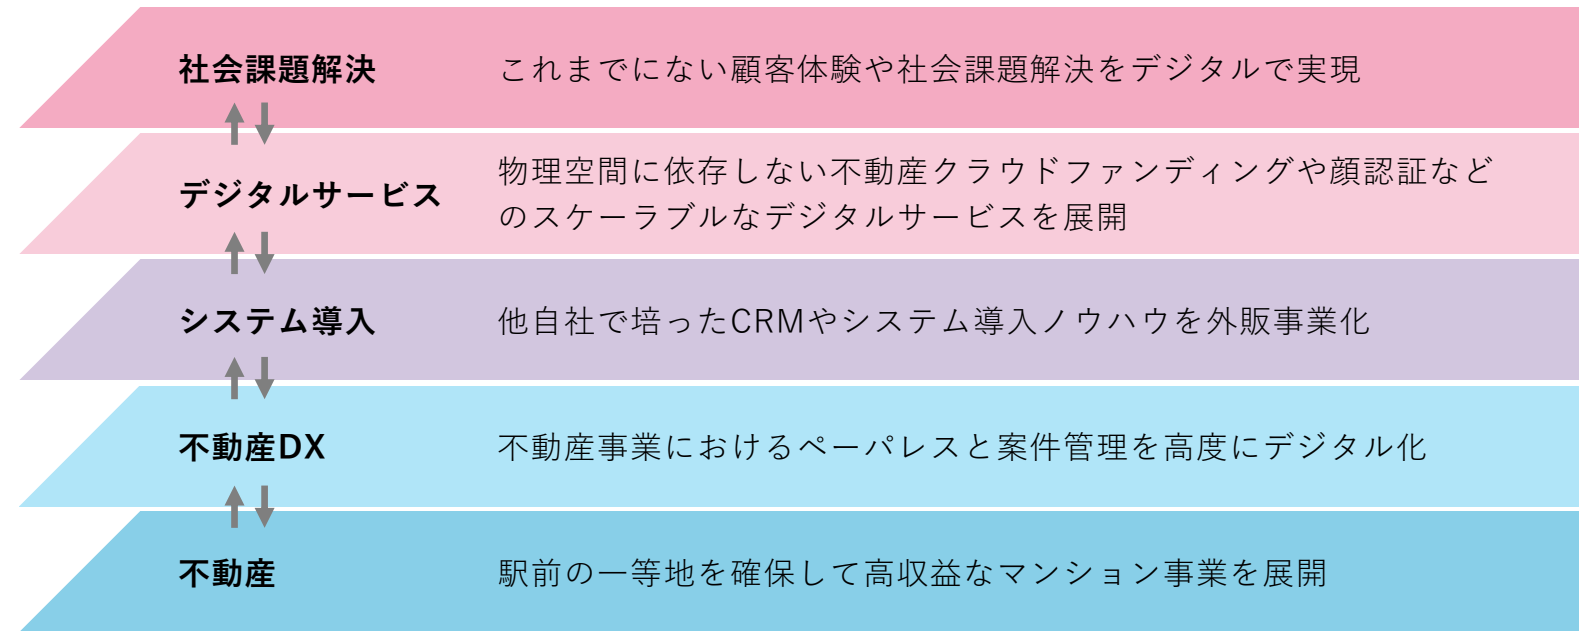 社会課題解決
これまでにない顧客体験や社会課題解決をデジタルで実現
デジタルサービス
物理空間に依存しない不動産クラウドファンディングや顔認証など
のスケーラブルなデジタルサービスを展開
システム導入
他自社で培ったCRMやシステム導入ノウハウを外販事業化
不動産DX
不動産事業におけるペーパレスと案件管理を高度にデジタル化
不動産
駅前の一等地を確保して高収益なマンション事業を展開